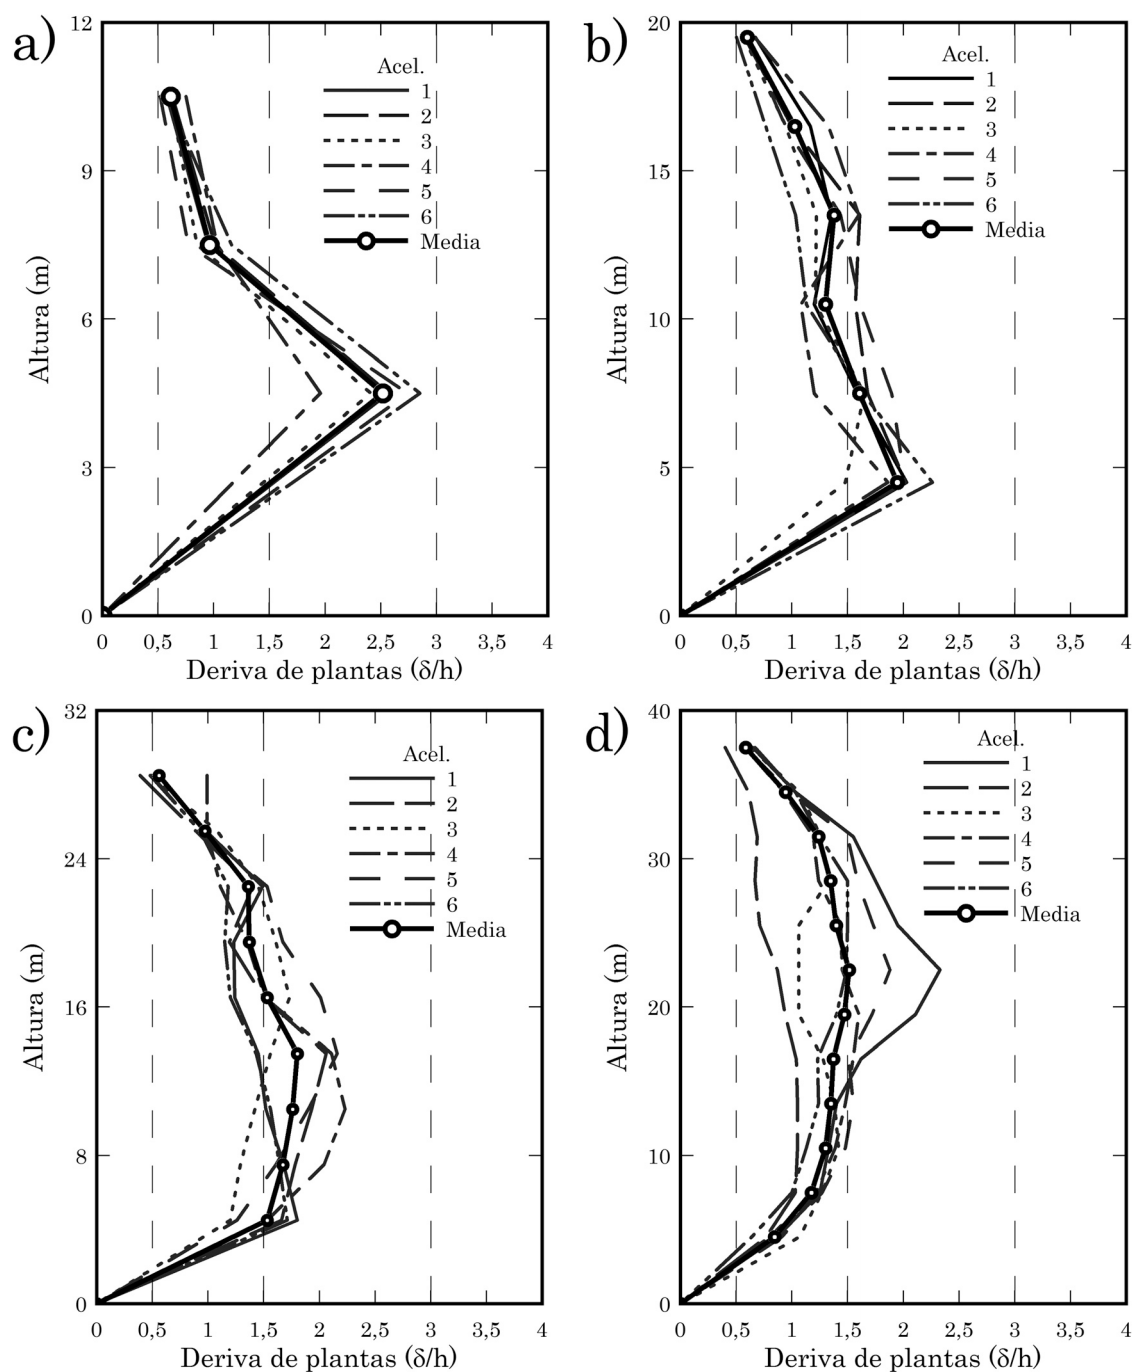 a)
12
9
6
3
0
Altura (m)
Acel.
1
2
3
4
5
6
Media
0 0,5 1 1,5 2 2,5 3 3,5 4
Deriva de plantas (δ/h)
b)
20
15
10
5
0
Altura (m)
Acel.
1
2
3
4
5
6
Media
0 0,5 1 1,5 2 2,5 3 3,5 4
Deriva de plantas (δ/h)
c)
32
24
16
8
0
Altura (m)
Acel.
1
2
3
4
5
6
Media
0 0,5 1 1,5 2 2,5 3 3,5 4
Deriva de plantas (δ/h)
d)
40
30
20
10
0
Altura (m)
Acel.
1
2
3
4
5
6
Media
0 0,5 1 1,5 2 2,5 3 3,5 4
Deriva de plantas (δ/h)